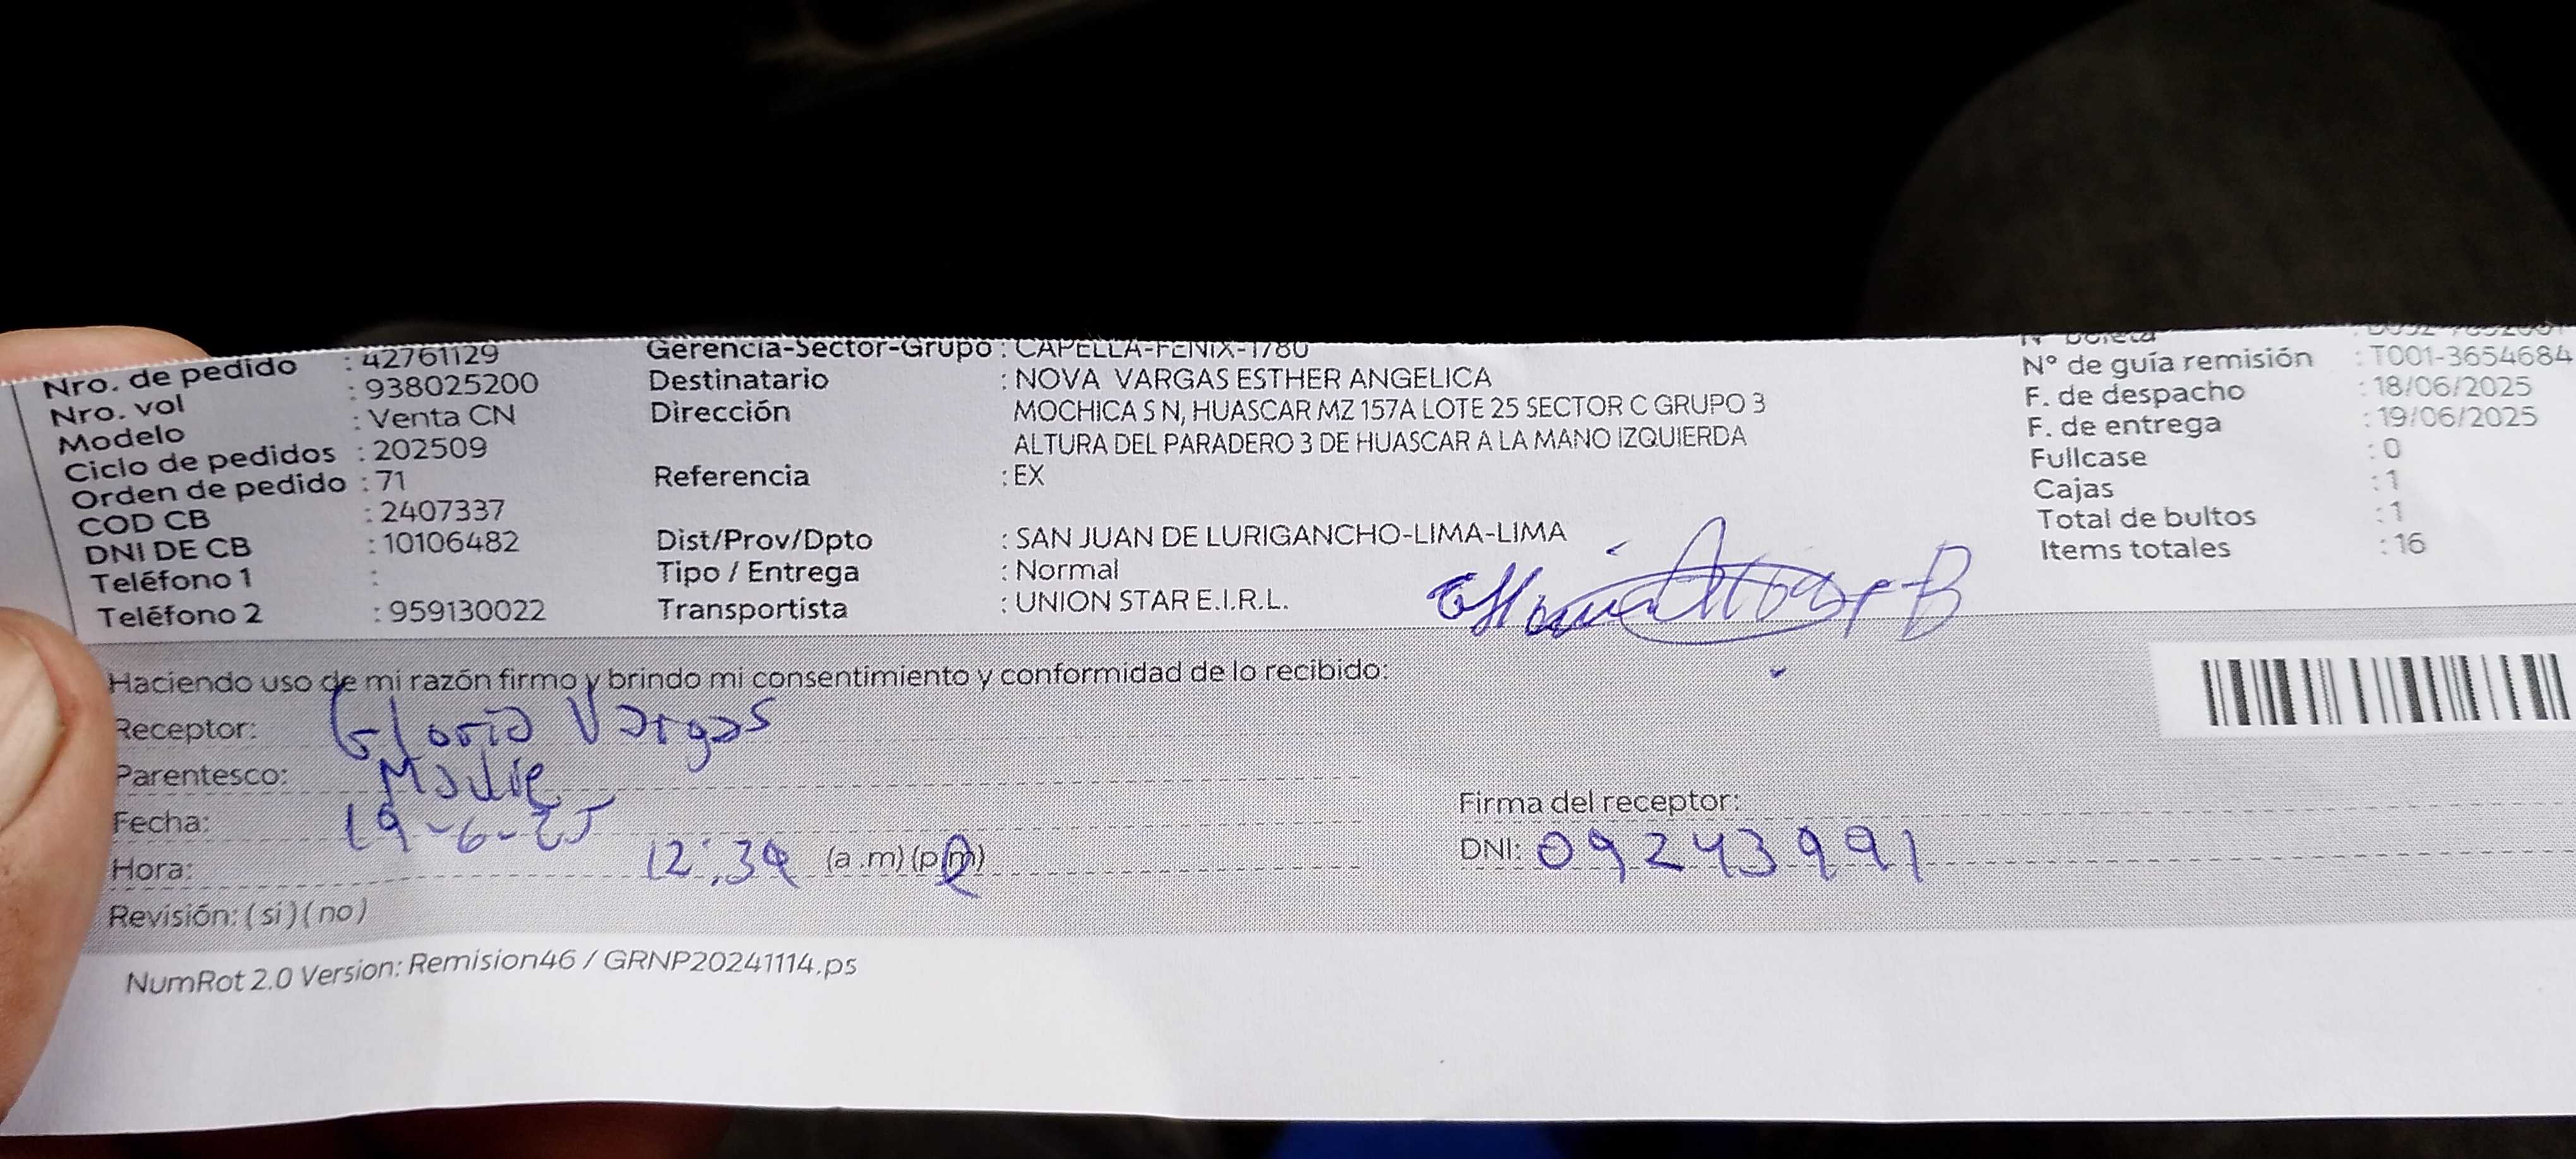 Nro. de pedido : 42761129
Nro. vol : 938025200
Modelo : Venta CN
Ciclo de pedidos : 202509
Orden de pedido : 71
COD CB : 2407337
DNI DE CB : 10106482
Teléfono 1 :
Teléfono 2 : 959130022
Gerencia-Sector-Grupo : CAPELLA-FENIX-1780
Destinatario : NOVA VARGAS ESTHER ANGELICA
Dirección MOCHICA S N, HUASCAR MZ 157A LOTE 25 SECTOR C GRUPO 3
ALTURA DEL PARADERO 3 DE HUASCAR A LA MANO IZQUIERDA
Referencia : EX
Dist/Prov/Dpto : SAN JUAN DE LURIGANCHO-LIMA-LIMA
Tipo / Entrega : Normal
Transportista : UNION STAR E.I.R.L.
N° boleta
N° de guía remisión : T001-3654684
F. de despacho : 18/06/2025
F. de entrega : 19/06/2025
Fullcase : 0
Cajas : 1
Total de bultos : 1
Items totales : 16
Haciendo uso de mi razón firmo y brindo mi consentimiento y conformidad de lo recibido:
Receptor: Gloria Vargas
Parentesco: Madre
Fecha: 19-6-25
Hora: 12:39 (a.m) (p.m)
Revisión: (si) (no)
Firma del receptor:
DNI: 09243991
NumRot 2.0 Version: Remision46 / GRNP20241114.ps